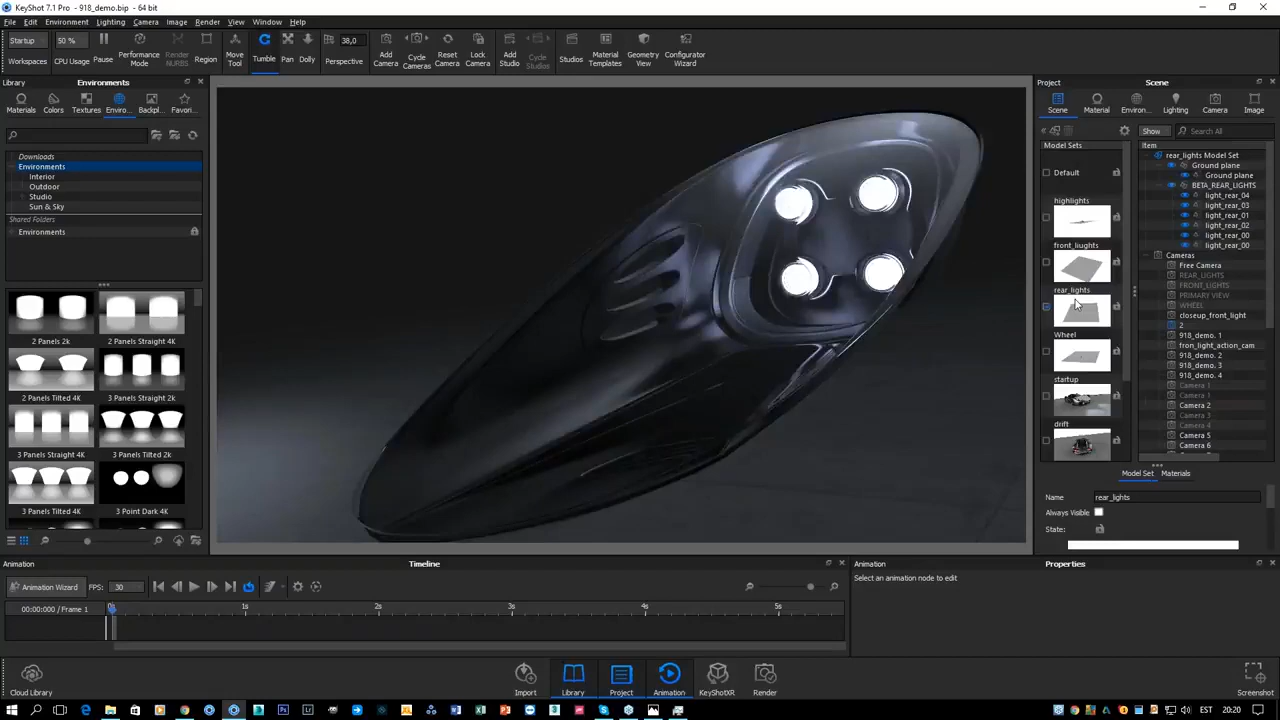 KeyShot 7.1 Pro - 918_demo.bip - 64 bit
File Edit Environment Lighting Camera Image Render View Window Help
Startup 50 % 38,0
Workspaces CPU Usage Pause Performance Mode Render NURBS Region Move Tool Tumble Pan Dolly Perspective Add Camera Cycle Cameras Reset Camera Lock Camera Add Studio Cycle Studios Studios Material Templates Geometry View Configurator Wizard
Library Environments
Materials Colors Textures Enviro... Backpl... Favori...
Downloads
Environments
Interior
Outdoor
Studio
Sun & Sky
Shared Folders
Environments
2 Panels 2k 2 Panels Straight 4K
2 Panels Tilted 4K 3 Panels Straight 2k
3 Panels Straight 4K 3 Panels Tilted 2k
3 Panels Tilted 4K 3 Point Dark 4K
Project Scene
Scene Material Environ... Lighting Camera Image
Show Search All
Model Sets
Default
highlights
front_liughts
rear_lights
Wheel
startup
drift
Item
rear_lights Model Set
Ground plane
Ground plane
BETA_REAR_LIGHTS
light_rear_04
light_rear_03
light_rear_01
light_rear_02
light_rear_00
light_rear_00
Cameras
Free Camera
REAR_LIGHTS
FRONT_LIGHTS
PRIMARY VIEW
WHEEL
closeup_front_light
2
918_demo. 1
fron_light_action_cam
918_demo. 2
918_demo. 3
918_demo. 4
Camera 1
Camera 1
Camera 2
Camera 3
Camera 4
Camera 5
Camera 6
Model Set Materials
Name rear_lights
Always Visible
State:
Animation Timeline
Animation Wizard FPS: 30
00:00:000 / Frame 1 0s 1s 2s 3s 4s 5s
Animation Properties
Select an animation node to edit
Cloud Library Import Library Project Animation KeyShotXR Render Screenshot
EST 20:20